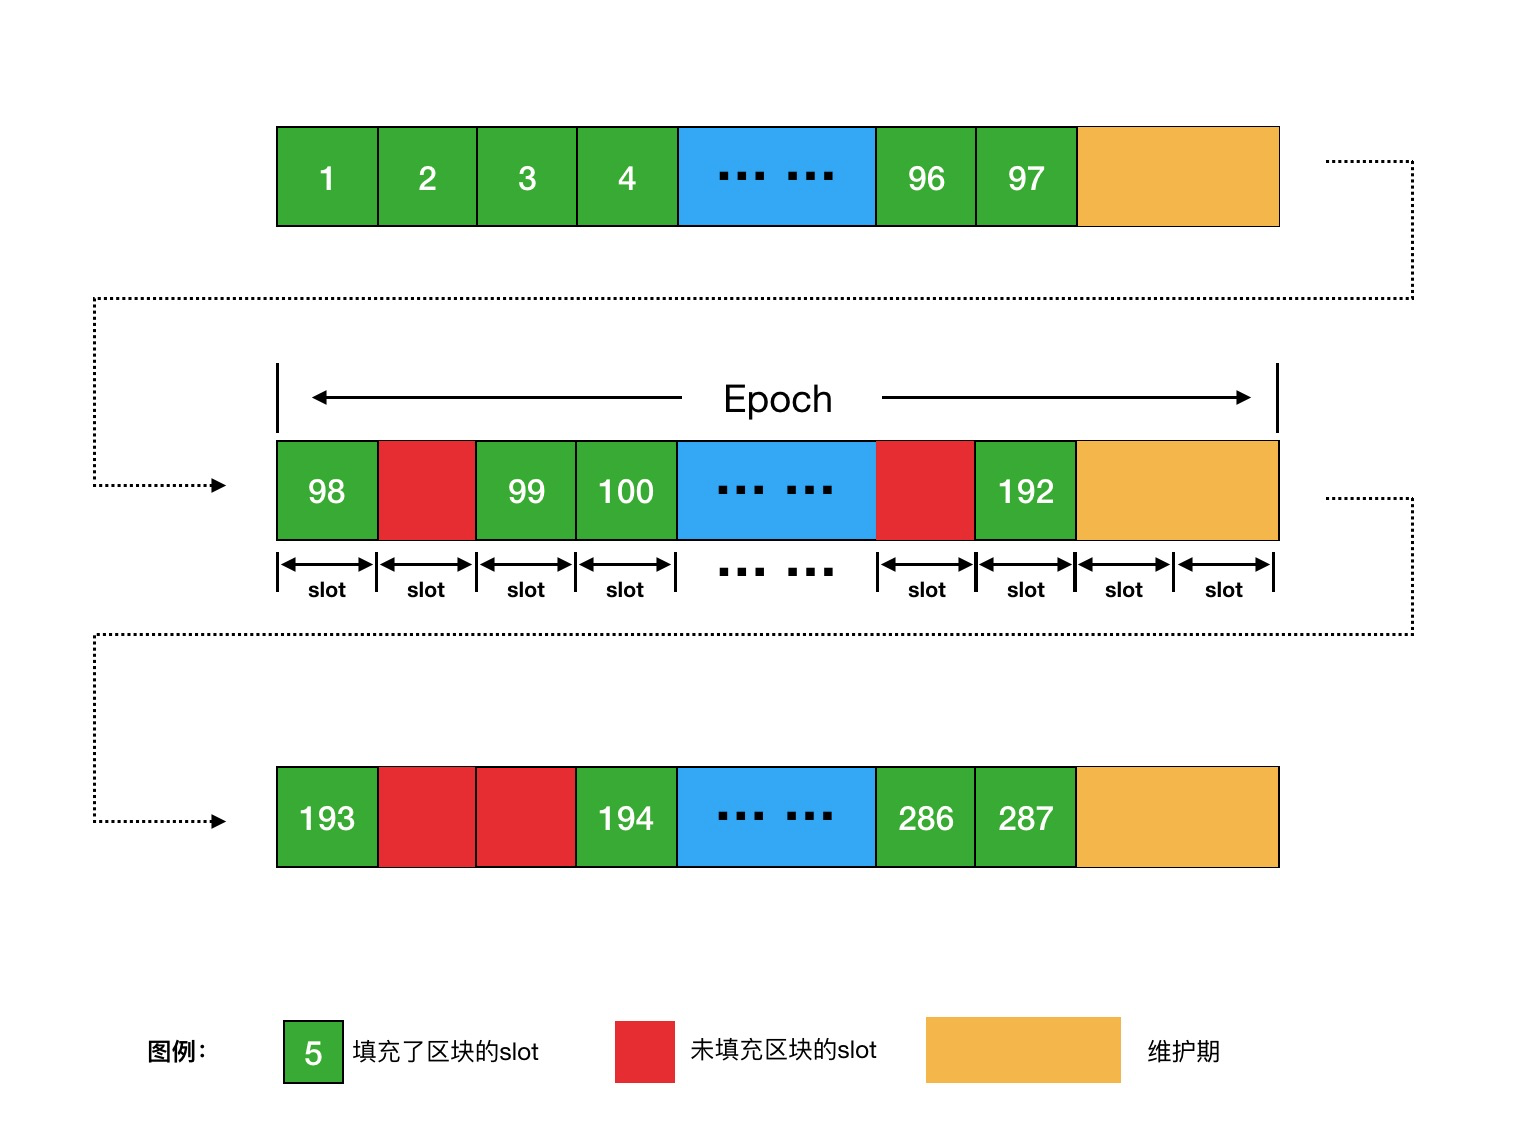 1 2 3 4 ... ... 96 97
Epoch
98 99 100 ... ... 192
slot slot slot slot ... ... slot slot slot slot
193 194 ... ... 286 287
图例： 5 填充了区块的slot 未填充区块的slot 维护期